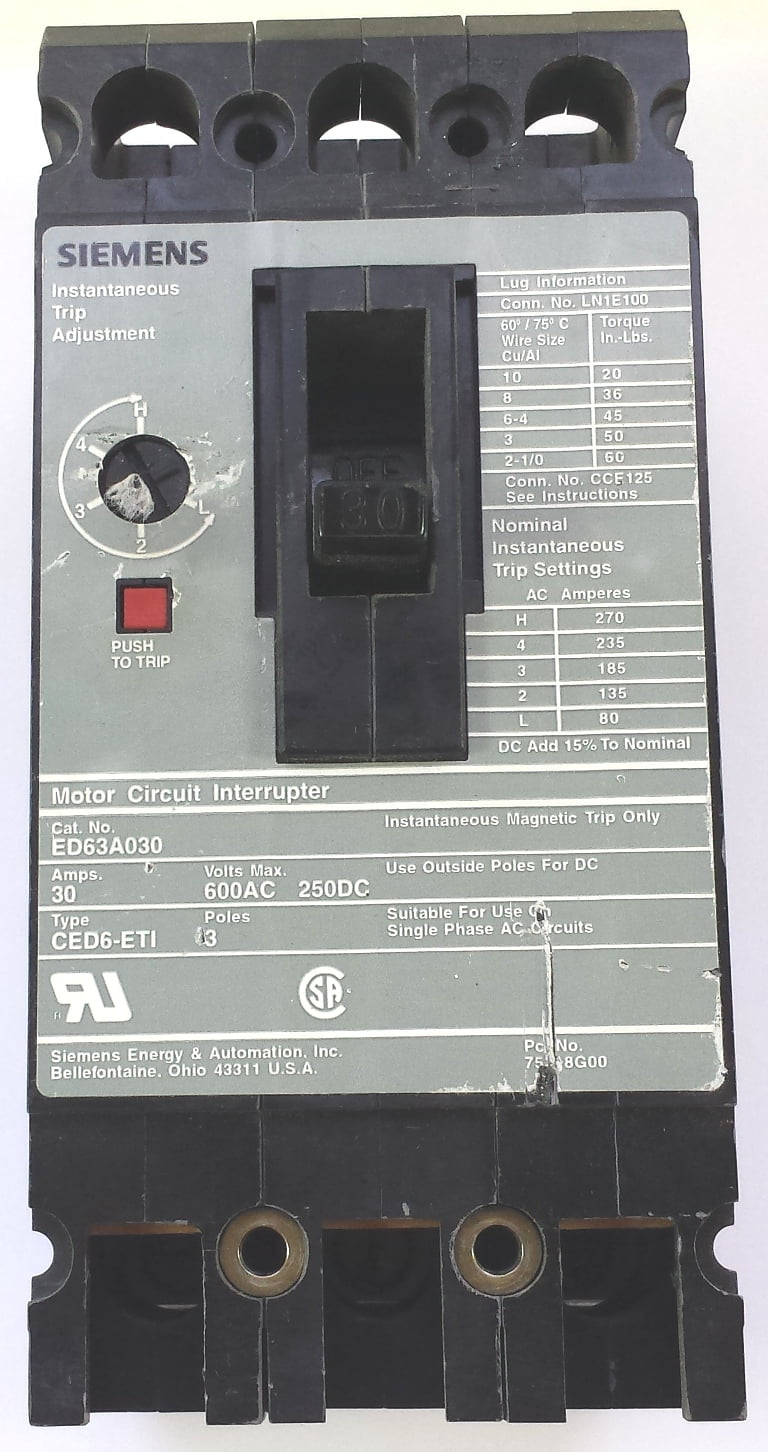 SIEMENS
Instantaneous
Trip
Adjustment
H
4
3
2
L
PUSH
TO TRIP
OFF
30
Lug Information
Conn. No. LN1E100
60° / 75° C
Wire Size
Cu/Al
Torque
In.-Lbs.
10 20
8 36
6-4 45
3 50
2-1/0 60
Conn. No. CCF125
See Instructions
Nominal
Instantaneous
Trip Settings
AC Amperes
H 270
4 235
3 185
2 135
L 80
DC Add 15% To Nominal
Motor Circuit Interrupter
Cat. No.
ED63A030
Instantaneous Magnetic Trip Only
Amps.
30
Volts Max.
600AC 250DC
Use Outside Poles For DC
Type
CED6-ETI
Poles
3
Suitable For Use On
Single Phase AC Circuits
RU
SA
Siemens Energy & Automation, Inc.
Bellefontaine, Ohio 43311 U.S.A.
No.